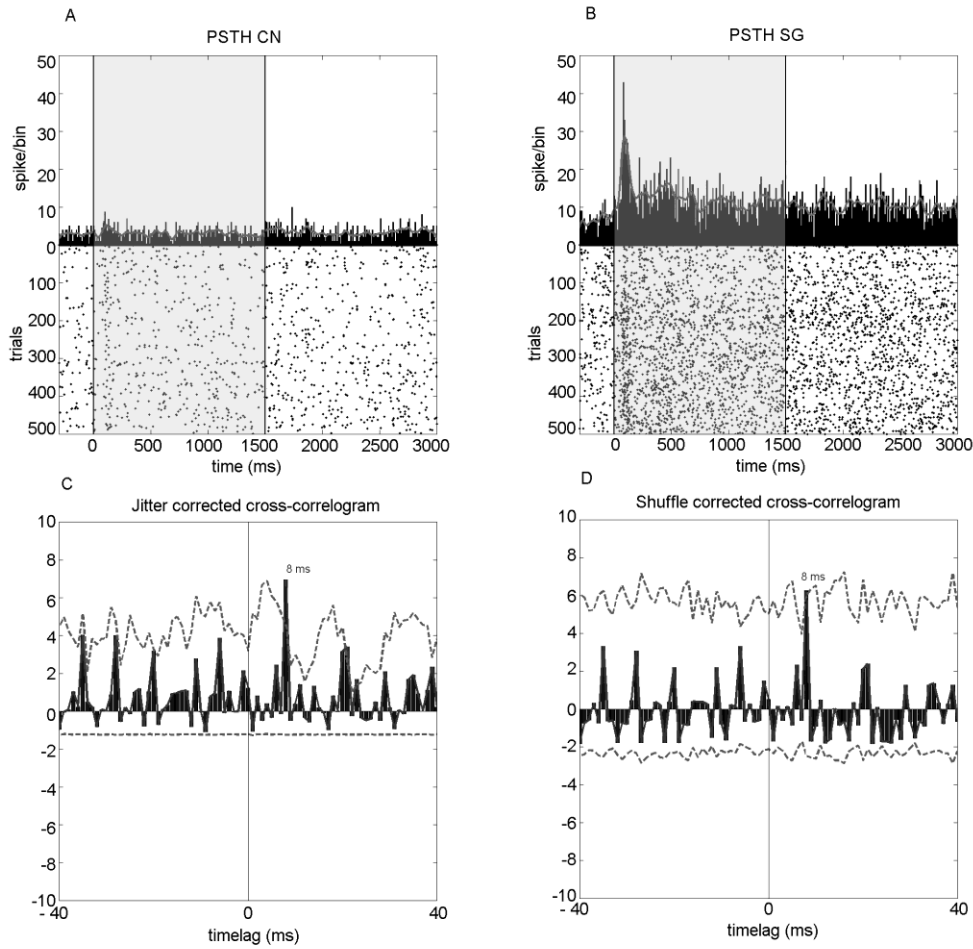 A
PSTH CN
50
40
30
20
10
0
spike/bin
100
200
300
400
500
trials
0 500 1000 1500 2000 2500 3000
time (ms)
B
PSTH SG
50
40
30
20
10
0
spike/bin
100
200
300
400
500
trials
0 500 1000 1500 2000 2500 3000
time (ms)
C
Jitter corrected cross-correlogram
10
8
6
4
2
0
-2
-4
-6
-8
-10
8 ms
- 40 0 40
timelag (ms)
D
Shuffle corrected cross-correlogram
10
8
6
4
2
0
-2
-4
-6
-8
-10
8 ms
- 40 0 40
timelag (ms)